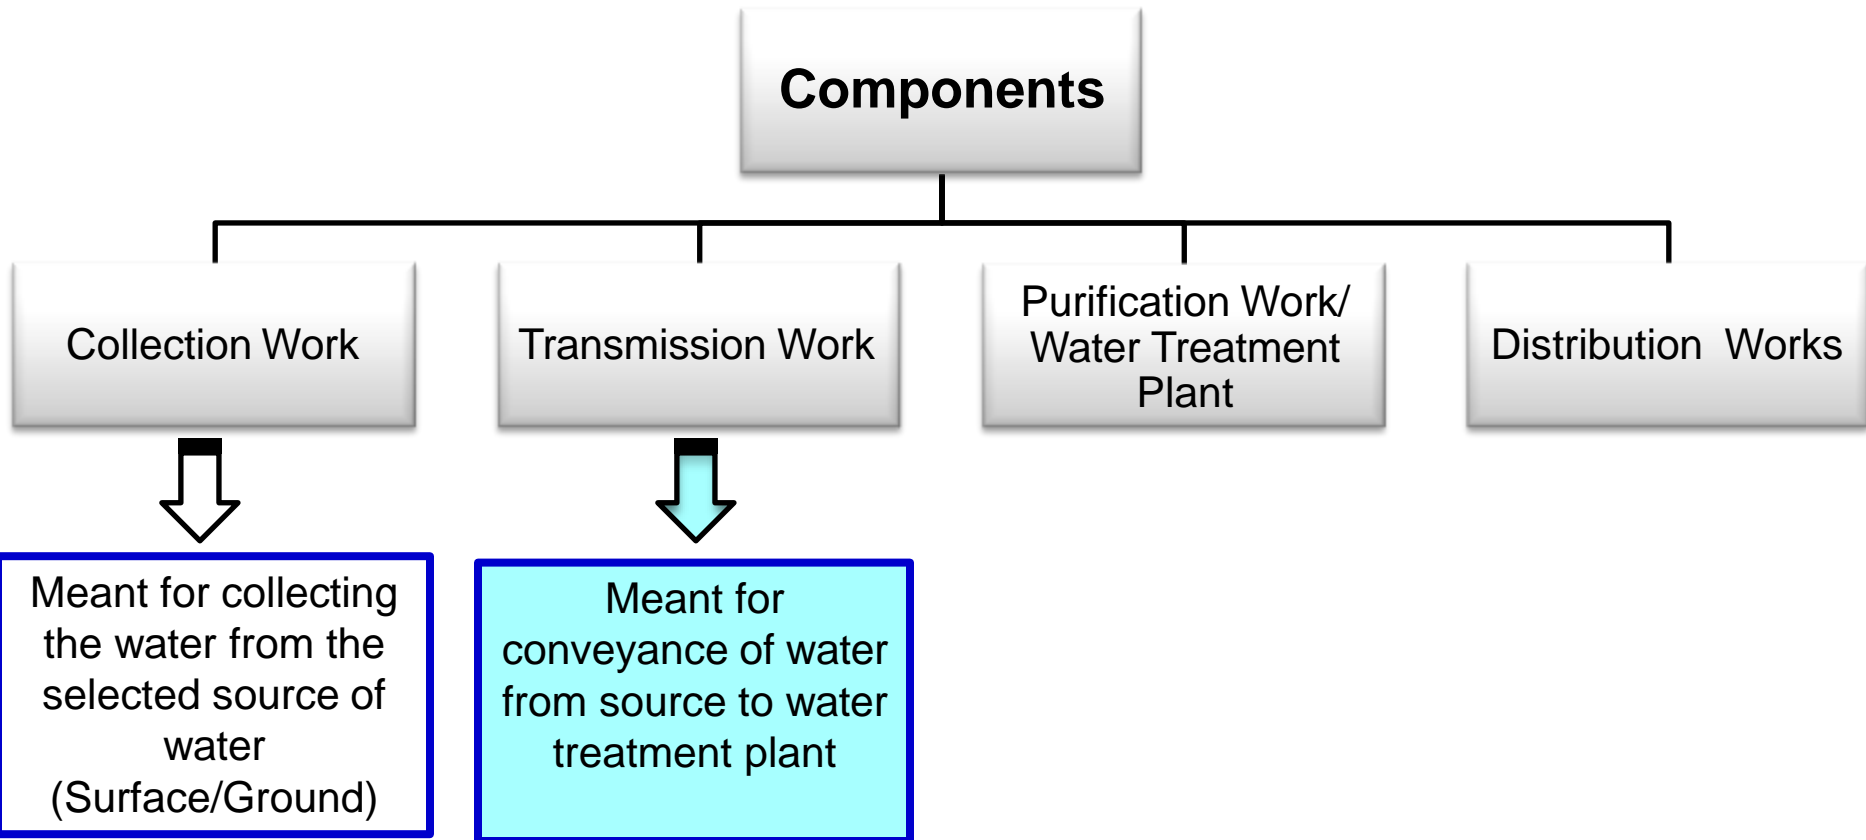 Components
Collection Work
Transmission Work
Purification Work/
Water Treatment
Plant
Distribution  Works
Meant for collecting
the water from the
selected source of
water
(Surface/Ground)
Meant for
conveyance of water
from source to water
treatment plant